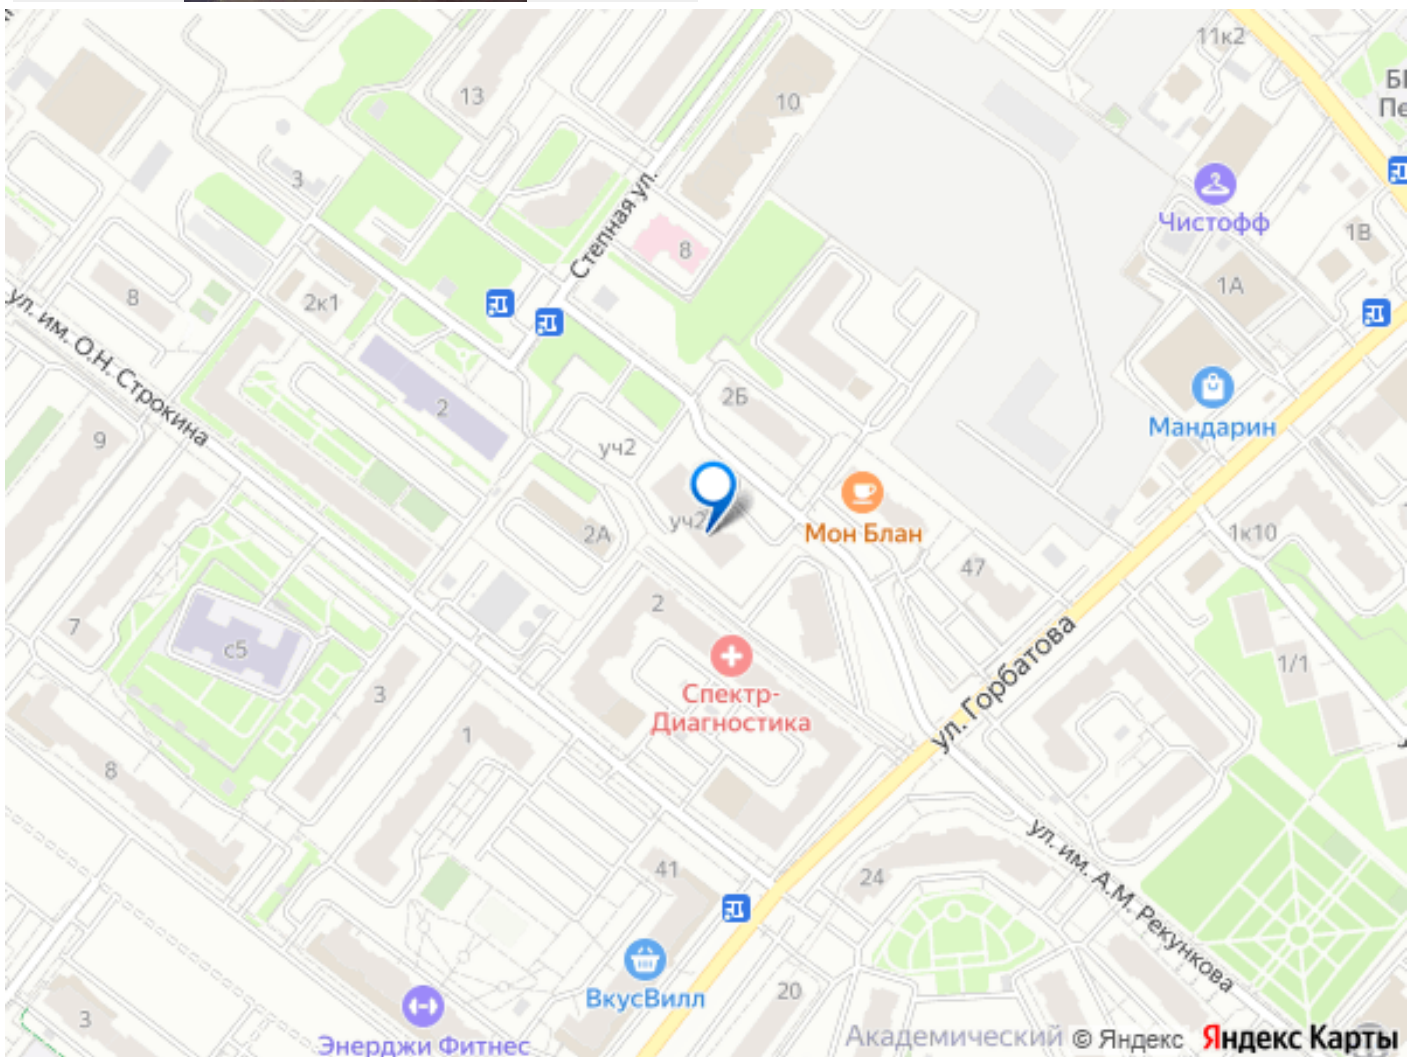 11к2
13
10
Чистофф
3
Степная ул.
8
1В
1А
8
2к1
ул. им. О.Н. Строкина
2
2Б
Мандарин
9
уч2
уч2
2А
Мон Блан
1к10
47
7
с5
2
Спектр-
Диагностика
ул. Горбатова
1/1
3
1
8
41
24
ул. им. А.М. Рекункова
ВкусВилл
20
3
Энерджи Фитнес
Академический
© Яндекс Яндекс Карты